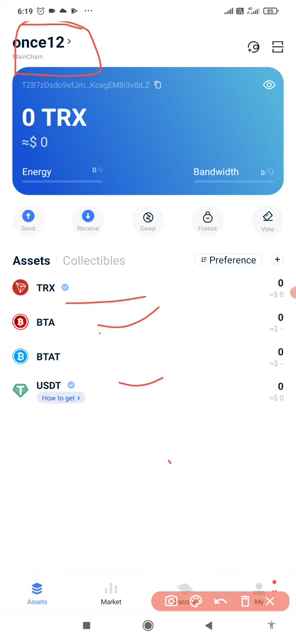 6:19
85
once12 >
MainChain
TZB7zDsdo9efJm...KcagEM8i3vtbLZ
0 TRX
≈$ 0
Energy 0/0 Bandwidth 0/0
Send Receive Swap Freeze Vote
Assets / Collectibles Preference +
TRX 0
≈$ 0
BTA 0
≈$ --
BTAT 0
≈$ --
USDT 0
How to get > ≈$ 0
Assets Market My